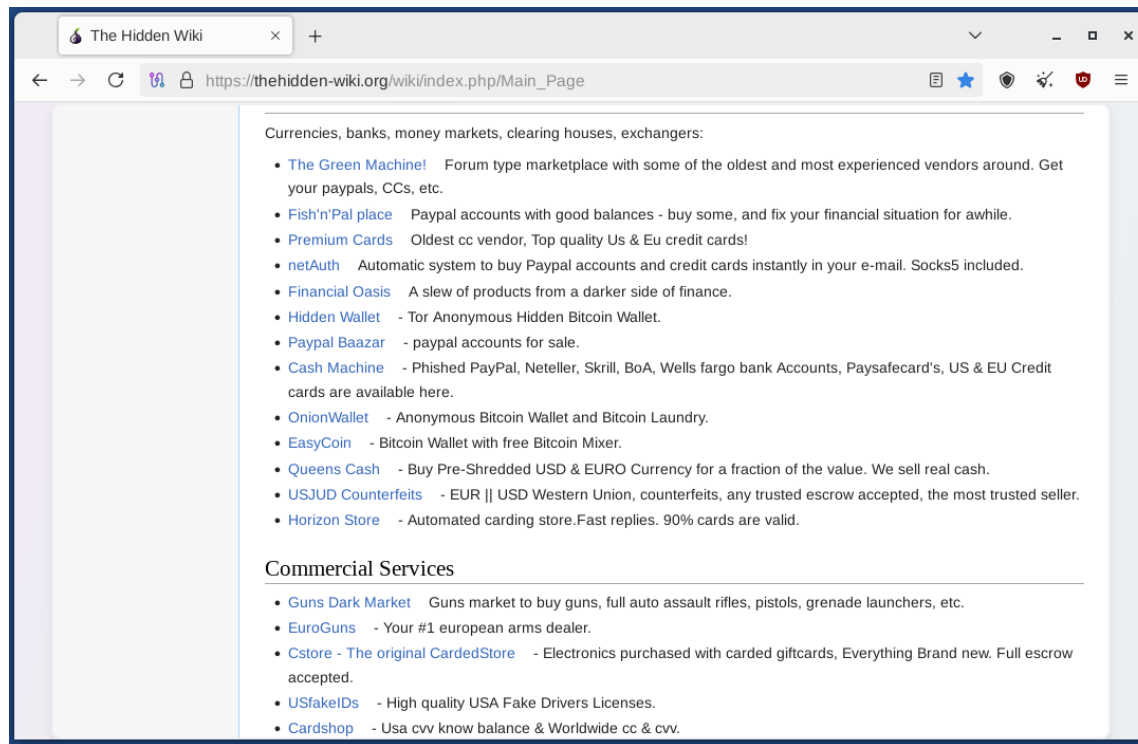 The Hidden Wiki
https://thehidden-wiki.org/wiki/index.php/Main_Page
Currencies, banks, money markets, clearing houses, exchangers:
The Green Machine! Forum type marketplace with some of the oldest and most experienced vendors around. Get
your paypals, CCs, etc.
Fish'n'Pal place Paypal accounts with good balances - buy some, and fix your financial situation for awhile.
Premium Cards Oldest cc vendor, Top quality Us & Eu credit cards!
netAuth Automatic system to buy Paypal accounts and credit cards instantly in your e-mail. Socks5 included.
Financial Oasis A slew of products from a darker side of finance.
Hidden Wallet - Tor Anonymous Hidden Bitcoin Wallet.
Paypal Baazar - paypal accounts for sale.
Cash Machine - Phished PayPal, Neteller, Skrill, BoA, Wells fargo bank Accounts, Paysafecard's, US & EU Credit
cards are available here.
OnionWallet - Anonymous Bitcoin Wallet and Bitcoin Laundry.
EasyCoin - Bitcoin Wallet with free Bitcoin Mixer.
Queens Cash - Buy Pre-Shredded USD & EURO Currency for a fraction of the value. We sell real cash.
USJUD Counterfeits - EUR || USD Western Union, counterfeits, any trusted escrow accepted, the most trusted seller.
Horizon Store - Automated carding store.Fast replies. 90% cards are valid.
Commercial Services
Guns Dark Market Guns market to buy guns, full auto assault rifles, pistols, grenade launchers, etc.
EuroGuns - Your #1 european arms dealer.
Cstore - The original CardedStore - Electronics purchased with carded giftcards, Everything Brand new. Full escrow
accepted.
USfakeIDs - High quality USA Fake Drivers Licenses.
Cardshop - Usa cvv know balance & Worldwide cc & cvv.